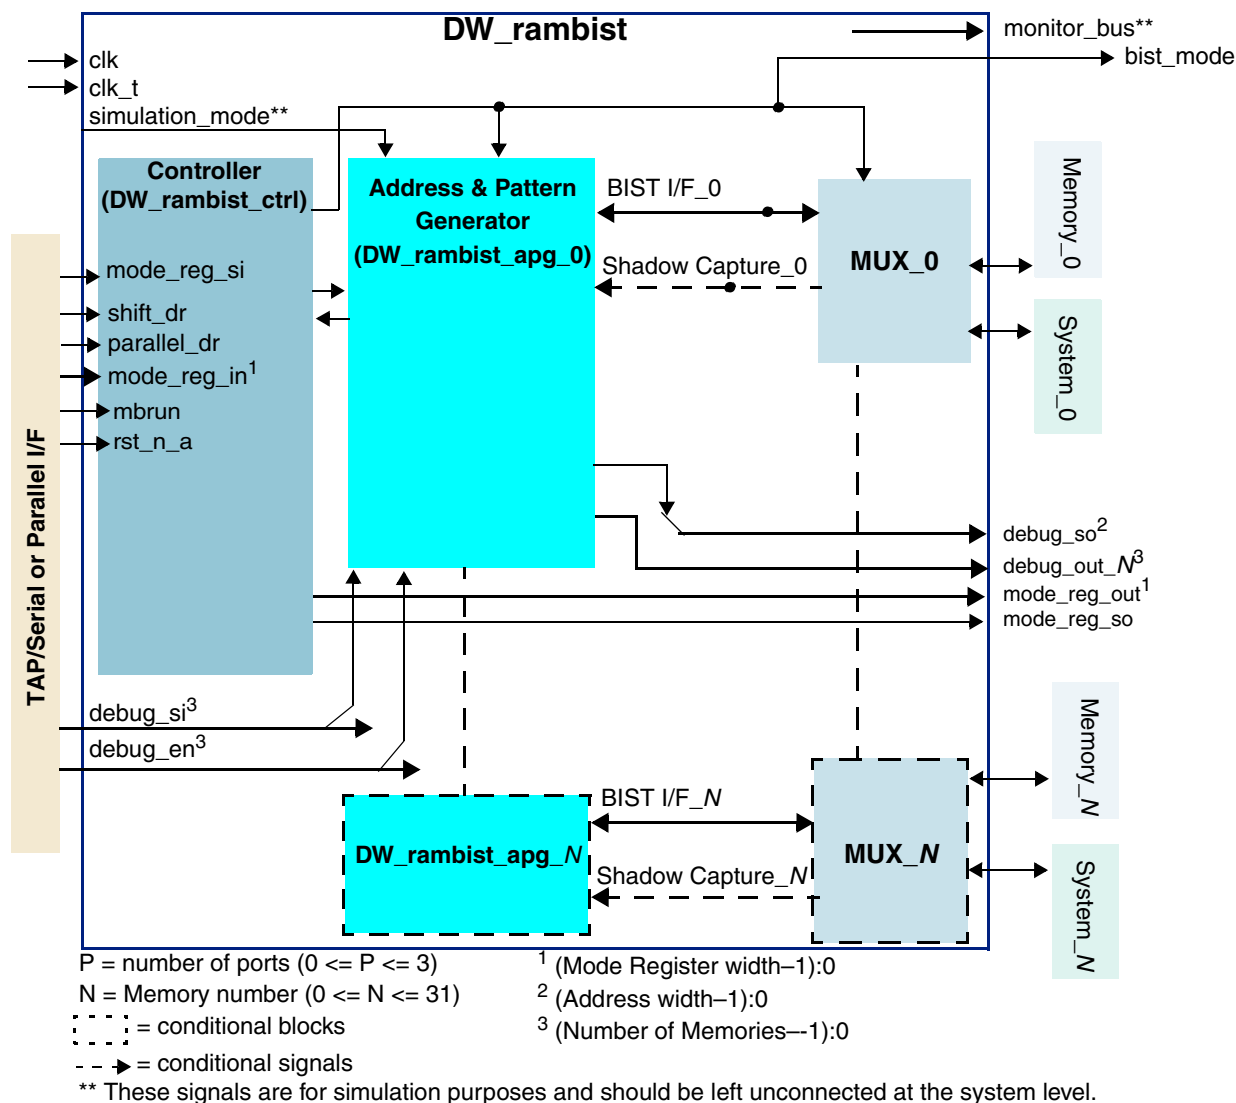 DW_rambist
monitor_bus**
bist_mode
clk
clk_t
simulation_mode**
Controller
(DW_rambist_ctrl)
Address & Pattern
Generator
(DW_rambist_apg_0)
BIST I/F_0
Shadow Capture_0
MUX_0
Memory_0
System_0
TAP/Serial or Parallel I/F
mode_reg_si
shift_dr
parallel_dr
mode_reg_in1
mbrun
rst_n_a
debug_so2
debug_out_N3
mode_reg_out1
mode_reg_so
debug_si3
debug_en3
DW_rambist_apg_N
BIST I/F_N
Shadow Capture_N
MUX_N
Memory_N
System_N
P = number of ports (0 <= P <= 3)
N = Memory number (0 <= N <= 31)
= conditional blocks
= conditional signals
1 (Mode Register width–1):0
2 (Address width–1):0
3 (Number of Memories–-1):0
** These signals are for simulation purposes and should be left unconnected at the system level.